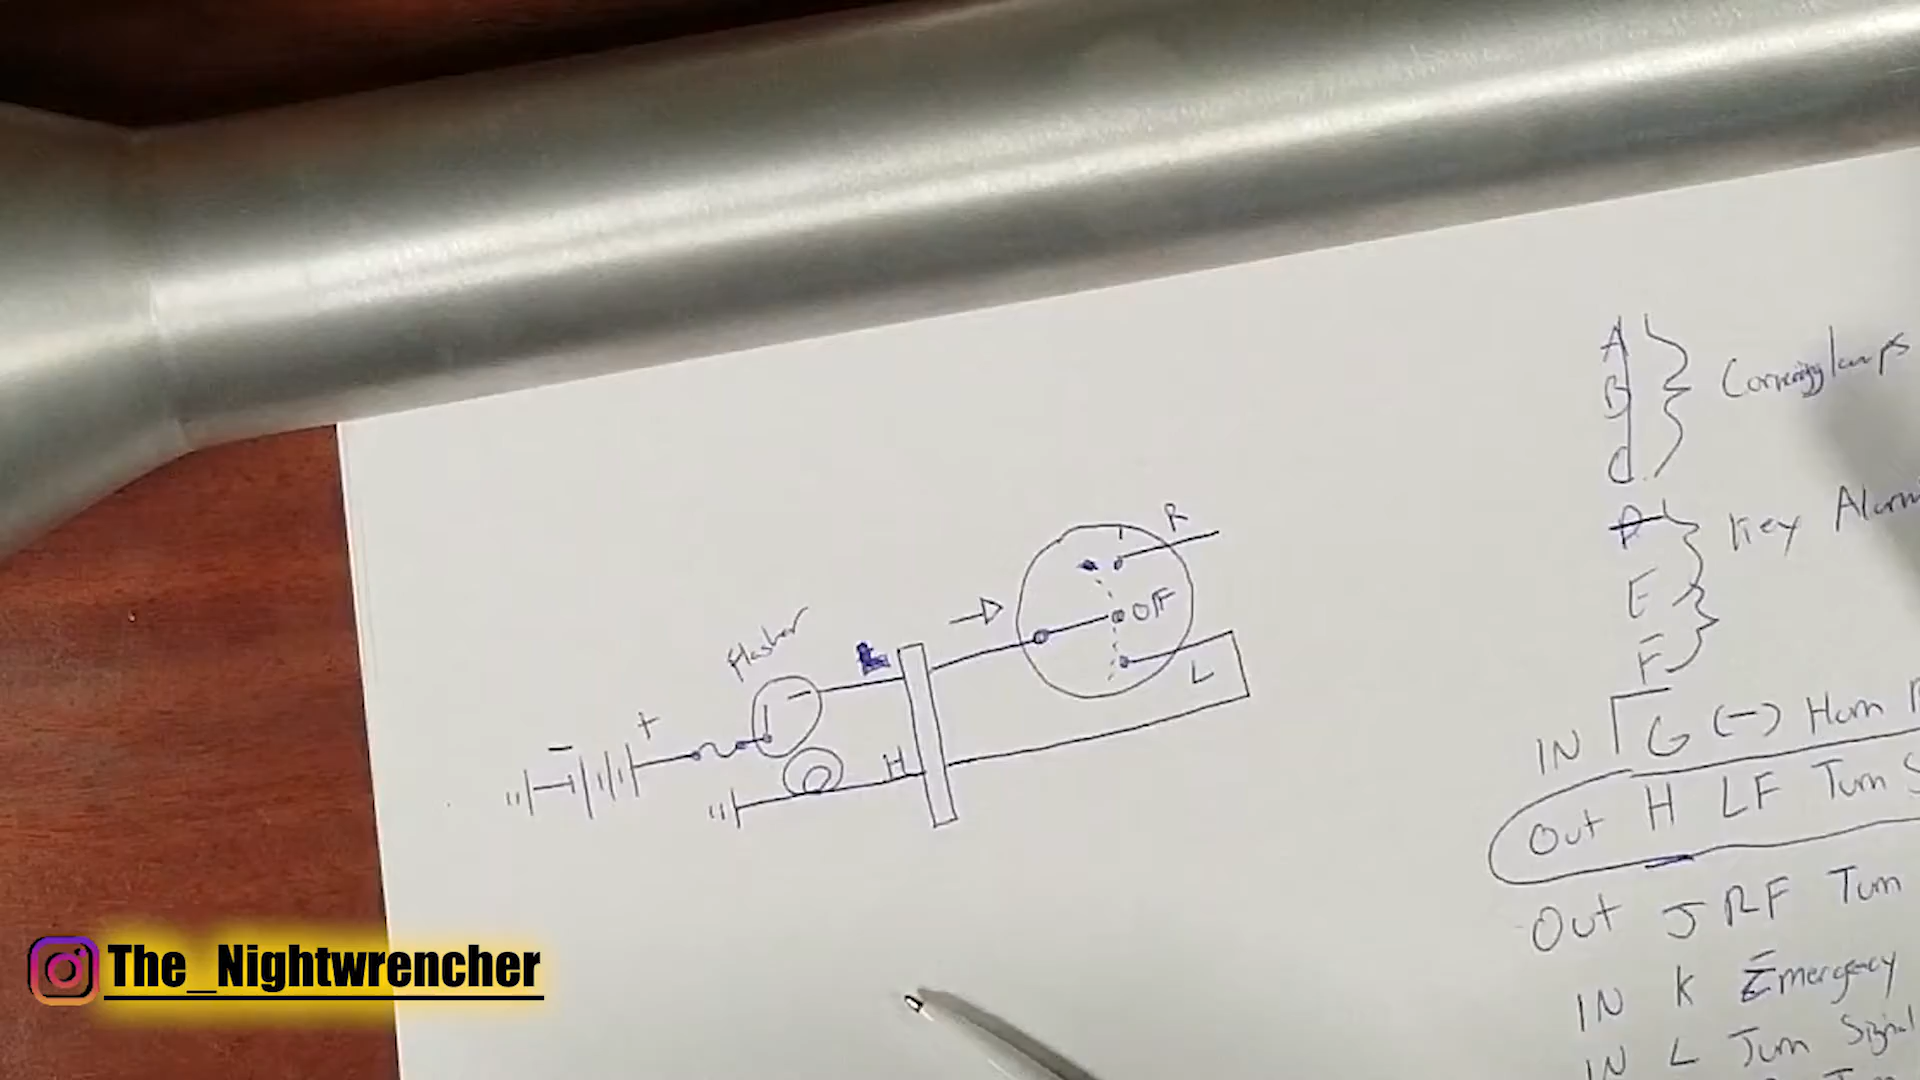 Flasher
L
R
OFF
L
+
-
H
A
B
C
Cornering lamps
D
E
F
Key Alarm
IN G (-) Horn
Out H LF Turn S
Out J RF Turn
IN K Emergency
IN L Turn Signal
The_Nightwrencher